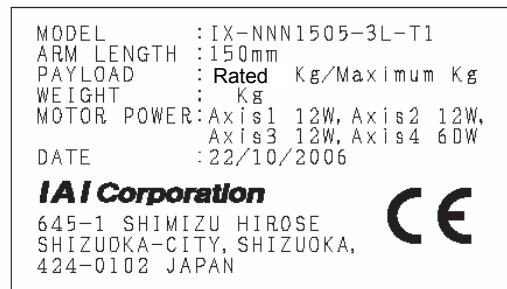 MODEL :IX-NNN1505-3L-T1
ARM LENGTH :150mm
PAYLOAD : Rated Kg/Maximum Kg
WEIGHT : Kg
MOTOR POWER:Axis1 12W,Axis2 12W,
Axis3 12W,Axis4 60W
DATE :22/10/2006
IAI Corporation
CE
645-1 SHIMIZU HIROSE
SHIZUOKA-CITY, SHIZUOKA,
424-0102 JAPAN